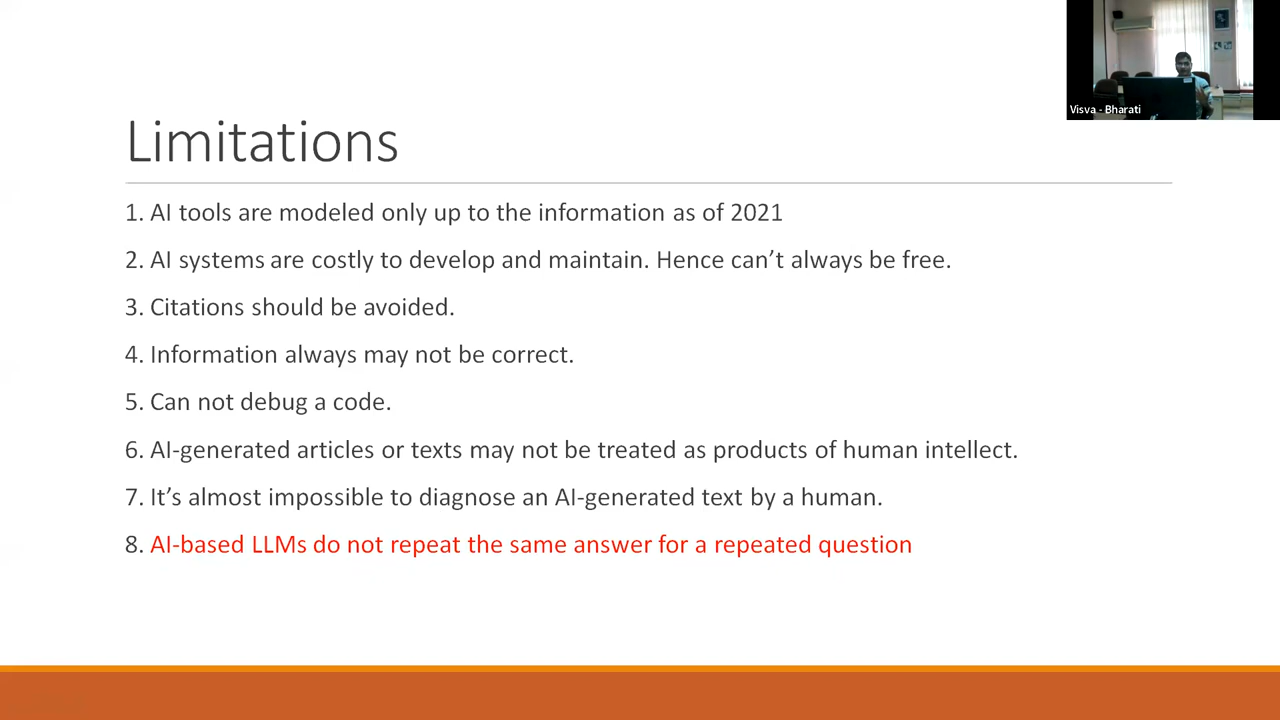 Visva - Bharati
Limitations
1. AI tools are modeled only up to the information as of 2021
2. AI systems are costly to develop and maintain. Hence can’t always be free.
3. Citations should be avoided.
4. Information always may not be correct.
5. Can not debug a code.
6. AI-generated articles or texts may not be treated as products of human intellect.
7. It’s almost impossible to diagnose an AI-generated text by a human.
8. AI-based LLMs do not repeat the same answer for a repeated question